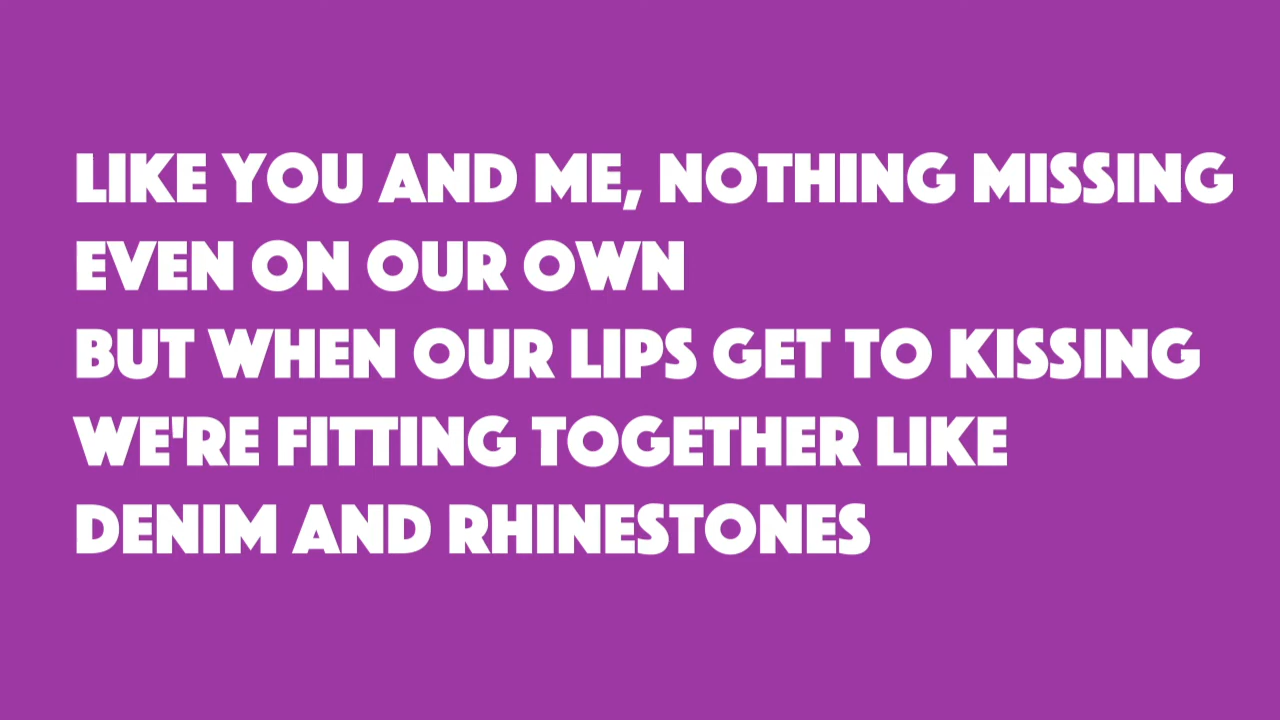 LIKE YOU AND ME, NOTHING MISSING
EVEN ON OUR OWN
BUT WHEN OUR LIPS GET TO KISSING
WE'RE FITTING TOGETHER LIKE
DENIM AND RHINESTONES